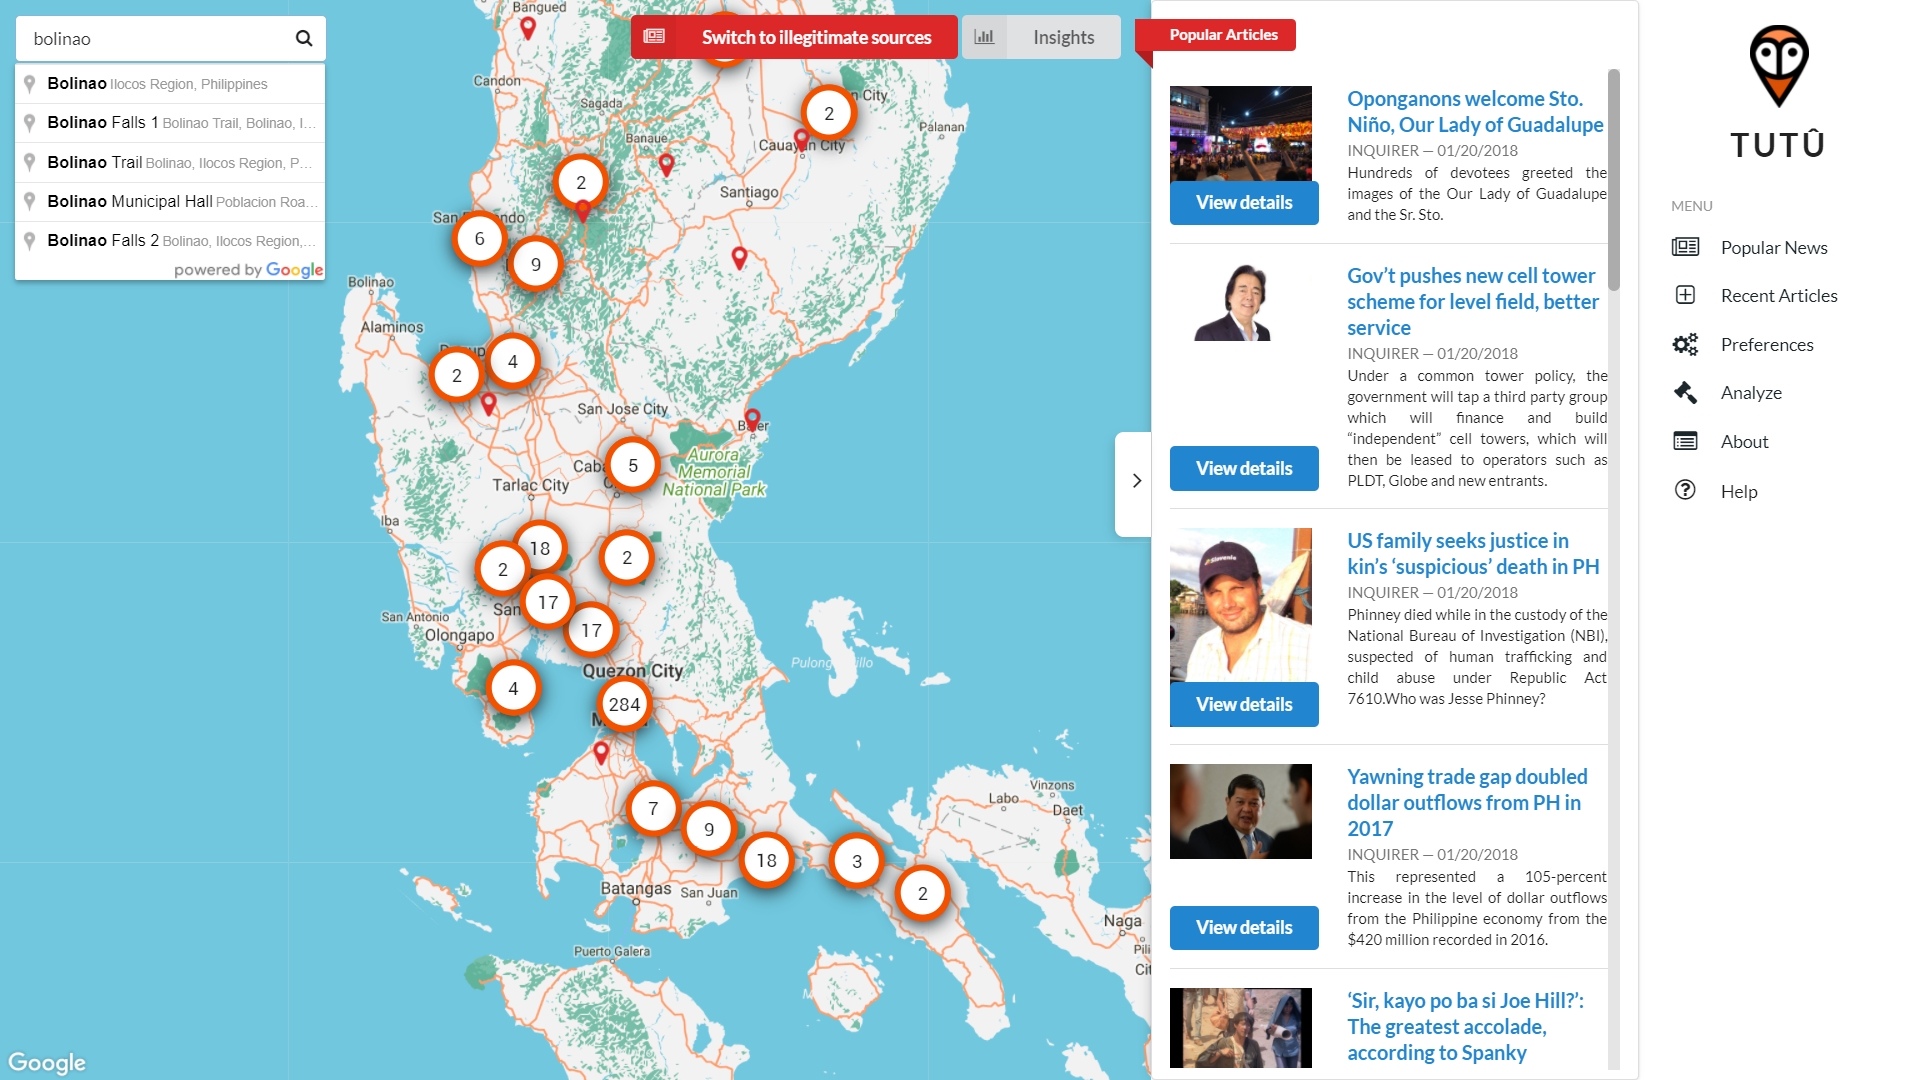 bolinao
Bolinao Ilocos Region, Philippines
Bolinao Falls 1 Bolinao Trail, Bolinao, I...
Bolinao Trail Bolinao, Ilocos Region, P...
Bolinao Municipal Hall Poblacion Roa...
Bolinao Falls 2 Bolinao, Ilocos Region,...
powered by Google
Switch to illegitimate sources
Insights
Bangued
Candon
Sagada
Banaue
City
2
Cauayan City
Palanan
2
Santiago
San
6
9
Bolinao
Alaminos
4
2
San Jose City
Baler
5
Aurora
Memorial
National Park
Tarlac City
Iba
18
2
2
17
San
17
San Antonio
Olongapo
Quezon City
4
284
7
9
18
3
2
Vinzons
Labo
Daet
Batangas
San Juan
Naga
Puerto Galera
Google
Popular Articles
Oponganons welcome Sto.
Niño, Our Lady of Guadalupe
INQUIRER — 01/20/2018
Hundreds of devotees greeted the
images of the Our Lady of Guadalupe
and the Sr. Sto.
View details
Gov’t pushes new cell tower
scheme for level field, better
service
INQUIRER — 01/20/2018
Under a common tower policy, the
government will tap a third party group
which will finance and build
“independent” cell towers, which will
then be leased to operators such as
PLDT, Globe and new entrants.
View details
US family seeks justice in
kin’s ‘suspicious’ death in PH
INQUIRER — 01/20/2018
Phinney died while in the custody of the
National Bureau of Investigation (NBI),
suspected of human trafficking and
child abuse under Republic Act
7610.Who was Jesse Phinney?
View details
Yawning trade gap doubled
dollar outflows from PH in
2017
INQUIRER — 01/20/2018
This represented a 105-percent
increase in the level of dollar outflows
from the Philippine economy from the
$420 million recorded in 2016.
View details
‘Sir, kayo po ba si Joe Hill?’:
The greatest accolade,
according to Spanky
TUTÛ
MENU
Popular News
Recent Articles
Preferences
Analyze
About
Help